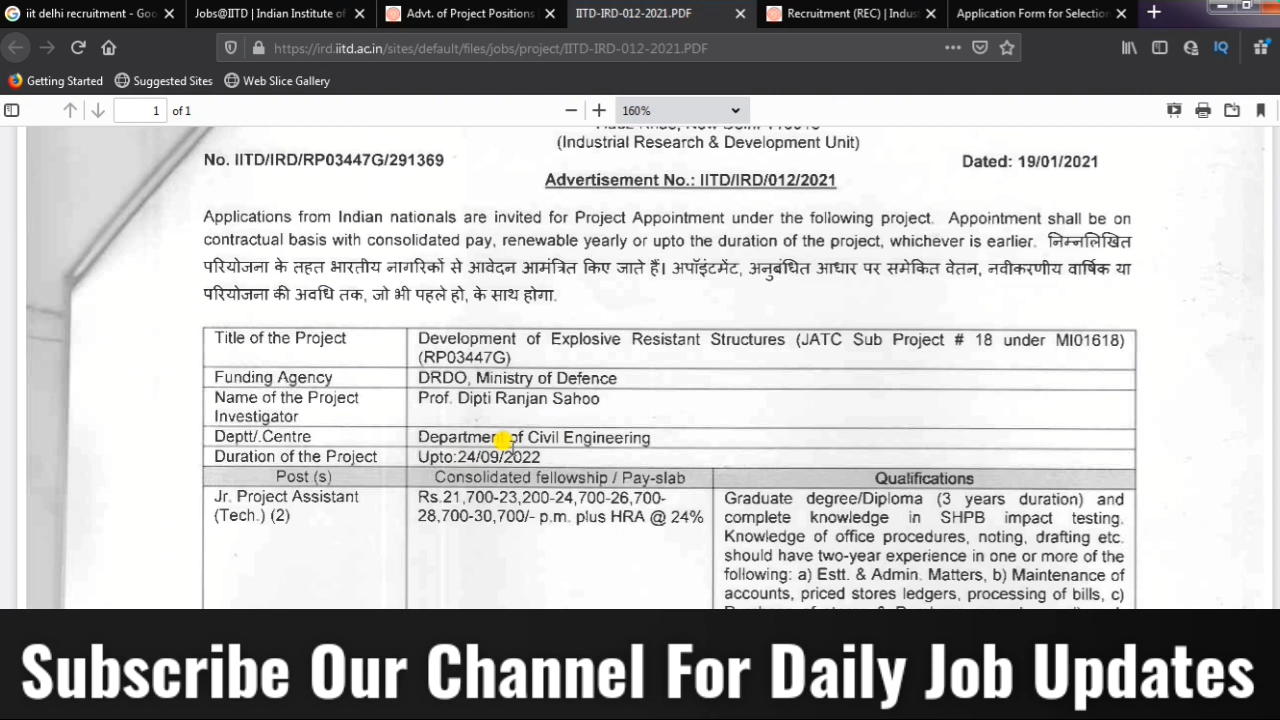 iit delhi recruitment - Goo
Jobs@IITD | Indian Institute of
Advt. of Project Positions |
IITD-IRD-012-2021.PDF
Recruitment (REC) | Indus
Application Form for Selection
https://ird.iitd.ac.in/sites/default/files/jobs/project/IITD-IRD-012-2021.PDF
Getting Started
Suggested Sites
Web Slice Gallery
1 of 1
160%
(Industrial Research & Development Unit)
No. IITD/IRD/RP03447G/291369
Dated: 19/01/2021
Advertisement No.: IITD/IRD/012/2021
Applications from Indian nationals are invited for Project Appointment under the following project. Appointment shall be on
contractual basis with consolidated pay, renewable yearly or upto the duration of the project, whichever is earlier. निम्नलिखित
परियोजना के तहत भारतीय नागरिकों से आवेदन आमंत्रित किए जाते हैं। अपॉइंटमेंट, अनुबंधित आधार पर समेकित वेतन, नवीकरणीय वार्षिक या
परियोजना की अवधि तक, जो भी पहले हो, के साथ होगा.
Title of the Project
Development of Explosive Resistant Structures (JATC Sub Project # 18 under MI01618)
(RP03447G)
Funding Agency
DRDO, Ministry of Defence
Name of the Project
Investigator
Prof. Dipti Ranjan Sahoo
Deptt/.Centre
Department of Civil Engineering
Duration of the Project
Upto:24/09/2022
Post (s)
Consolidated fellowship / Pay-slab
Qualifications
Jr. Project Assistant
(Tech.) (2)
Rs.21,700-23,200-24,700-26,700-
28,700-30,700/- p.m. plus HRA @ 24%
Graduate degree/Diploma (3 years duration) and
complete knowledge in SHPB impact testing.
Knowledge of office procedures, noting, drafting etc.
should have two-year experience in one or more of the
following: a) Estt. & Admin. Matters, b) Maintenance of
accounts, priced stores ledgers, processing of bills, c)
Subscribe Our Channel For Daily Job Updates